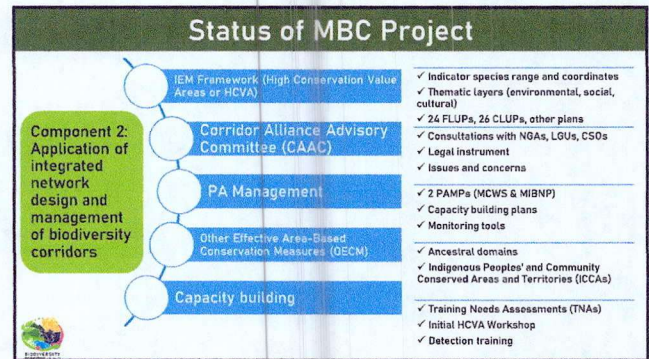 Status of MBC Project
Component 2:
Application of
integrated
network
design and
management
of biodiversity
corridors
IEM Framework (High Conservation Value
Areas or HCVA)
Corridor Alliance Advisory
Committee (CAAC)
PA Management
Other Effective Area-Based
Conservation Measures (OECM)
Capacity building
✓ Indicator species range and coordinates
✓ Thematic layers (environmental, social,
cultural)
✓ 24 FLUPs, 26 CLUPs, other plans
✓ Consultations with NGAs, LGUs, CSOs
✓ Legal instrument
✓ Issues and concerns
✓ 2 PAMPs (MCWS & MIBNP)
✓ Capacity building plans
✓ Monitoring tools
✓ Ancestral domains
✓ Indigenous Peoples' and Community
Conserved Areas and Territories (ICCAs)
✓ Training Needs Assessments (TNAs)
✓ Initial HCVA Workshop
✓ Detection training
BIODIVERSITY